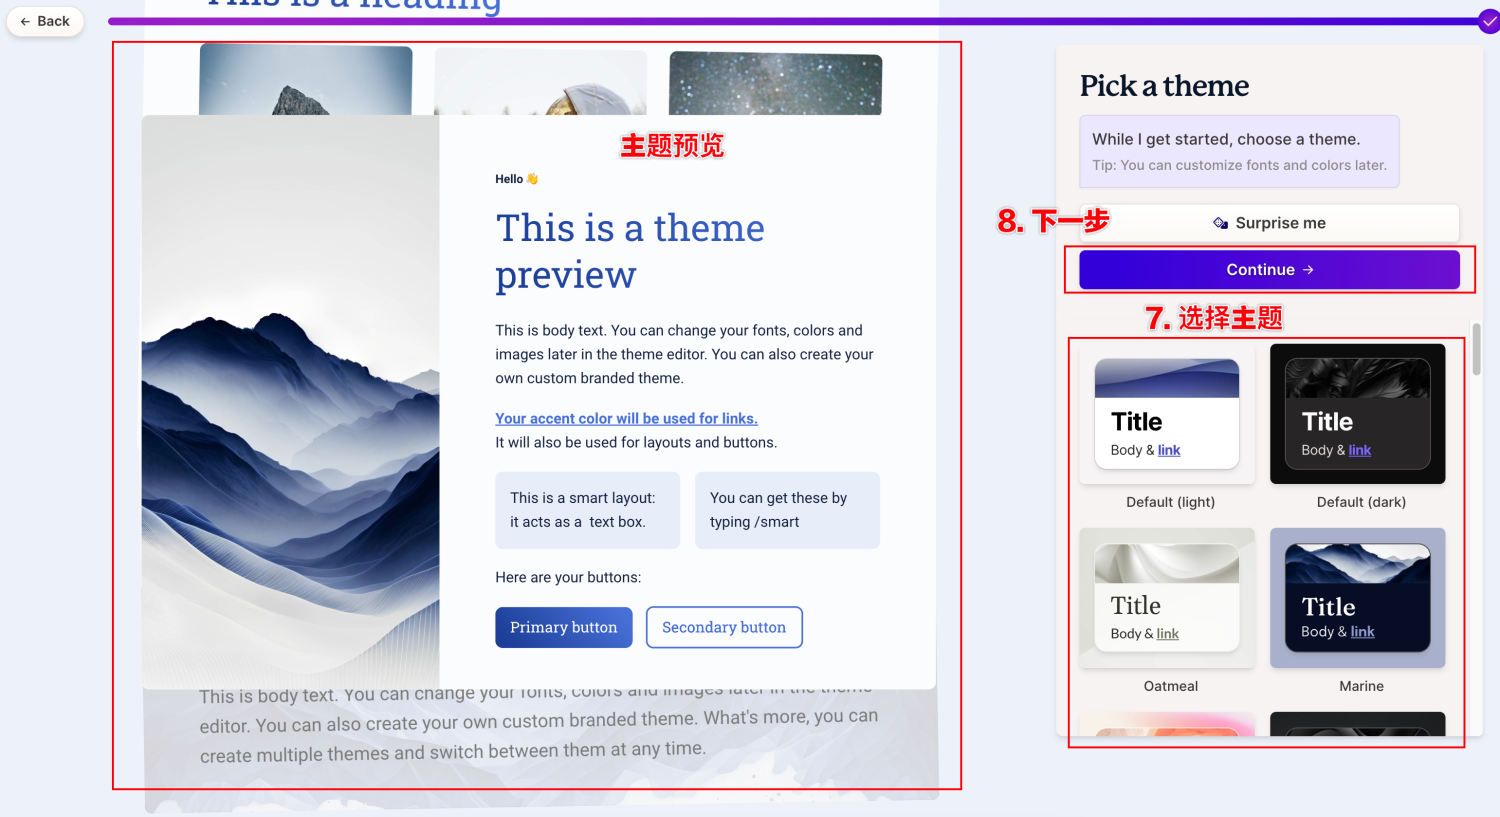 ← Back
This is a heading
主题预览
Hello 👋
This is a theme
preview
This is body text. You can change your fonts, colors and
images later in the theme editor. You can also create your
own custom branded theme.
Your accent color will be used for links.
It will also be used for layouts and buttons.
This is a smart layout:
it acts as a text box.
You can get these by
typing /smart
Here are your buttons:
Primary button
Secondary button
This is body text. You can change your fonts, colors and images later in the theme
editor. You can also create your own custom branded theme. What's more, you can
create multiple themes and switch between them at any time.
Pick a theme
While I get started, choose a theme.
Tip: You can customize fonts and colors later.
8. 下一步
Surprise me
Continue →
7. 选择主题
Title
Body & link
Default (light)
Title
Body & link
Default (dark)
Title
Body & link
Oatmeal
Title
Body & link
Marine